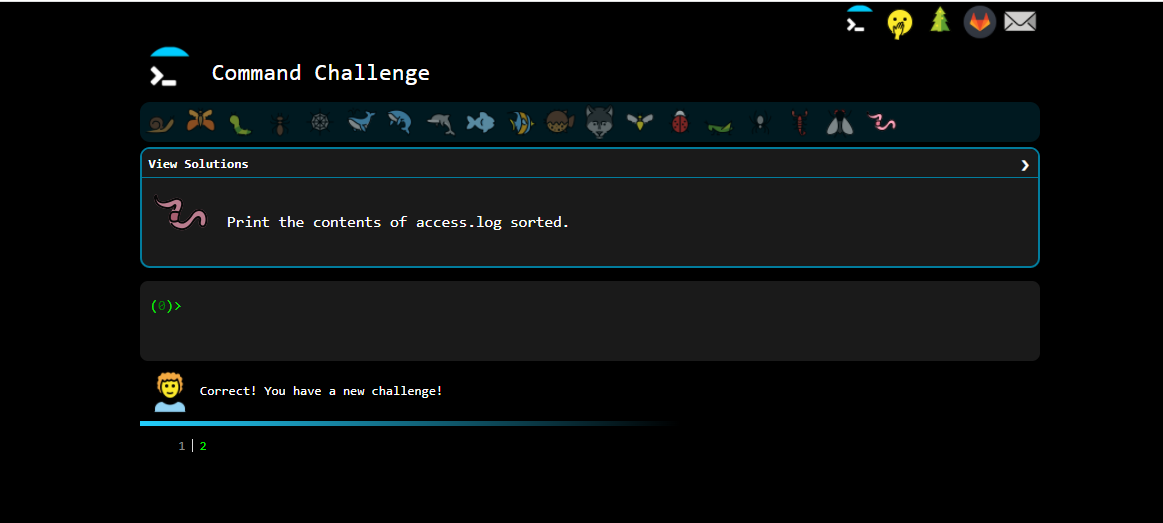 Command Challenge
View Solutions
Print the contents of access.log sorted.
(0)>
Correct! You have a new challenge!
1 | 2